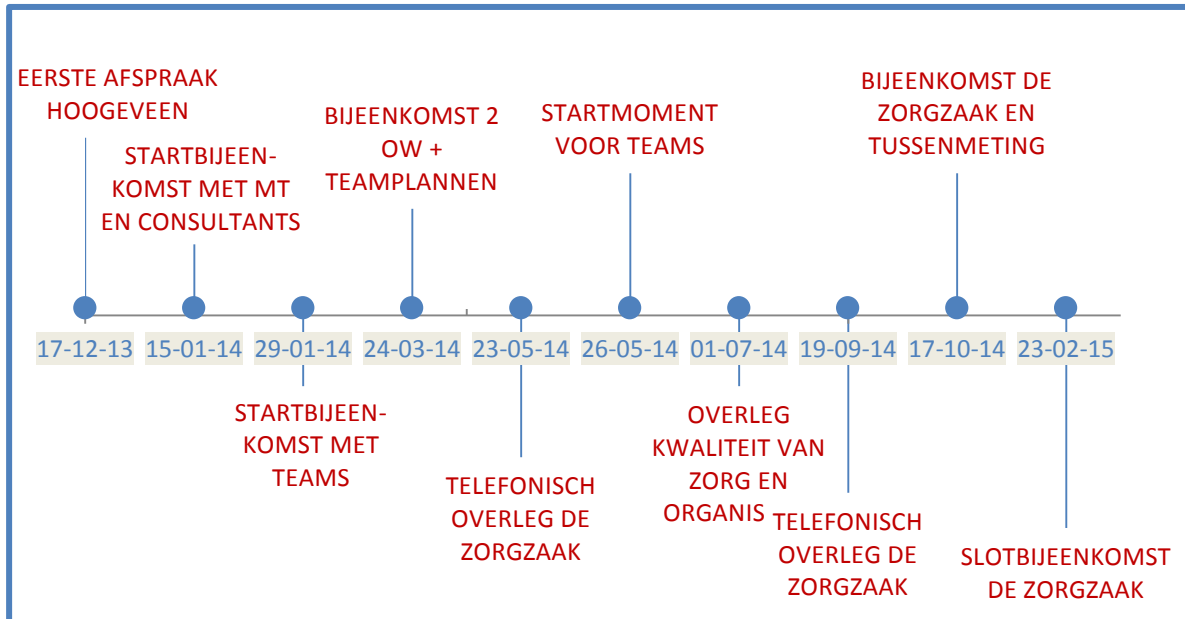 EERSTE AFSPRAAK
HOOGEVEEN
STARTBIJEEN-
KOMST MET MT
EN CONSULTANTS
BIJEENKOMST 2
OW +
TEAMPLANNEN
STARTMOMENT
VOOR TEAMS
BIJEENKOMST DE
ZORGZAAK EN
TUSSENMETING
17-12-13
15-01-14
29-01-14
24-03-14
23-05-14
26-05-14
01-07-14
19-09-14
17-10-14
23-02-15
STARTBIJEEN-
KOMST MET
TEAMS
TELEFONISCH
OVERLEG DE
ZORGZAAK
OVERLEG
KWALITEIT VAN
ZORG EN
ORGANIS
TELEFONISCH
OVERLEG DE
ZORGZAAK
SLOTBIJEENKOMST
DE ZORGZAAK